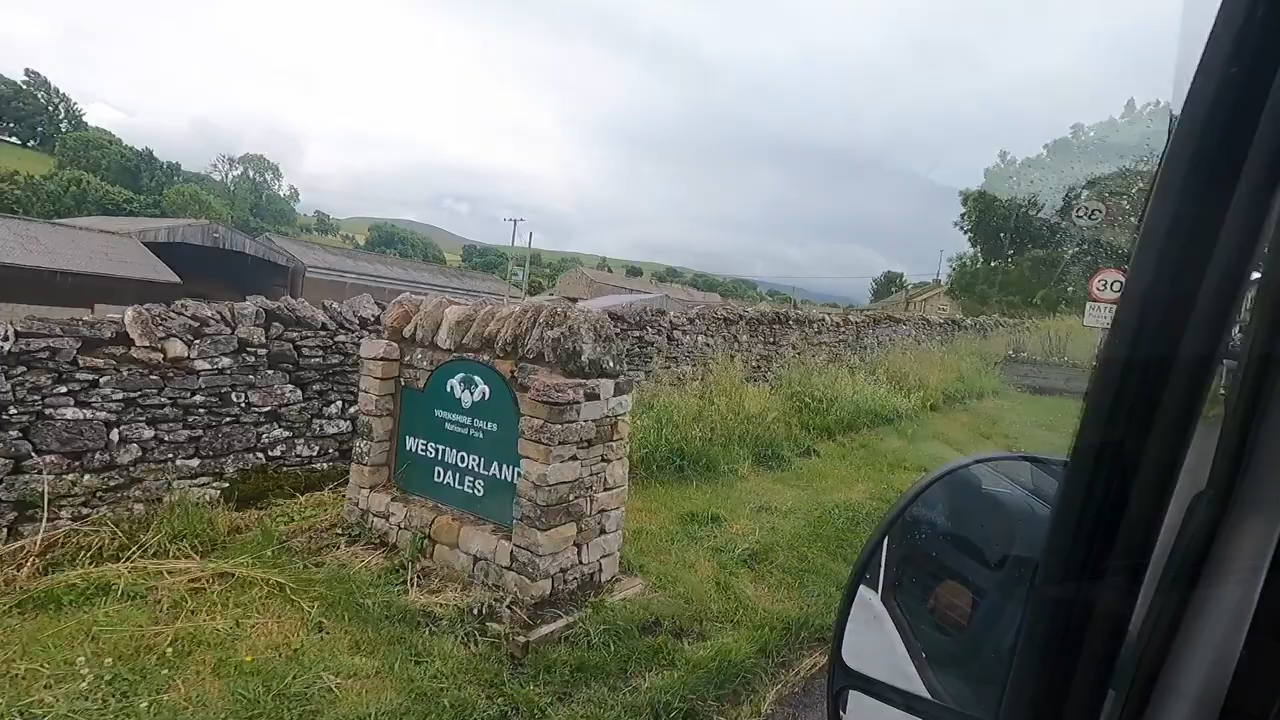 YORKSHIRE DALES
National Park
WESTMORLAND
DALES
30
30